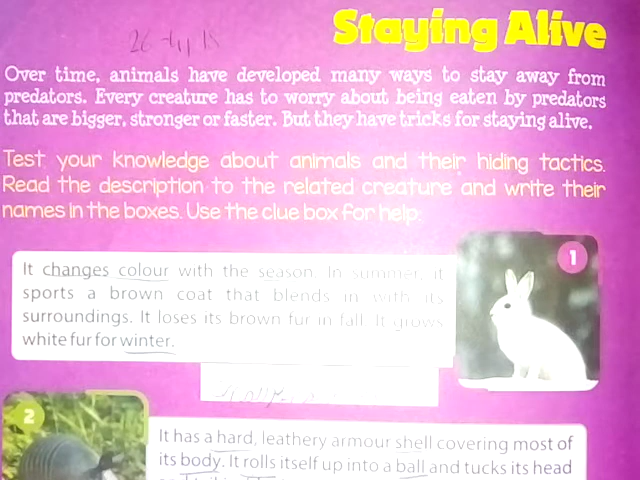 Staying Alive
Over time, animals have developed many ways to stay away from
predators. Every creature has to worry about being eaten by predators
that are bigger, stronger or faster. But they have tricks for staying alive.
Test your knowledge about animals and their hiding tactics.
Read the description to the related creature and write their
names in the boxes. Use the clue box for help.
1
It changes colour with the season. In summer, it
sports a brown coat that blends in with its
surroundings. It loses its brown fur in fall. It grows
white fur for winter.
2
It has a hard, leathery armour shell covering most of
its body. It rolls itself up into a ball and tucks its head